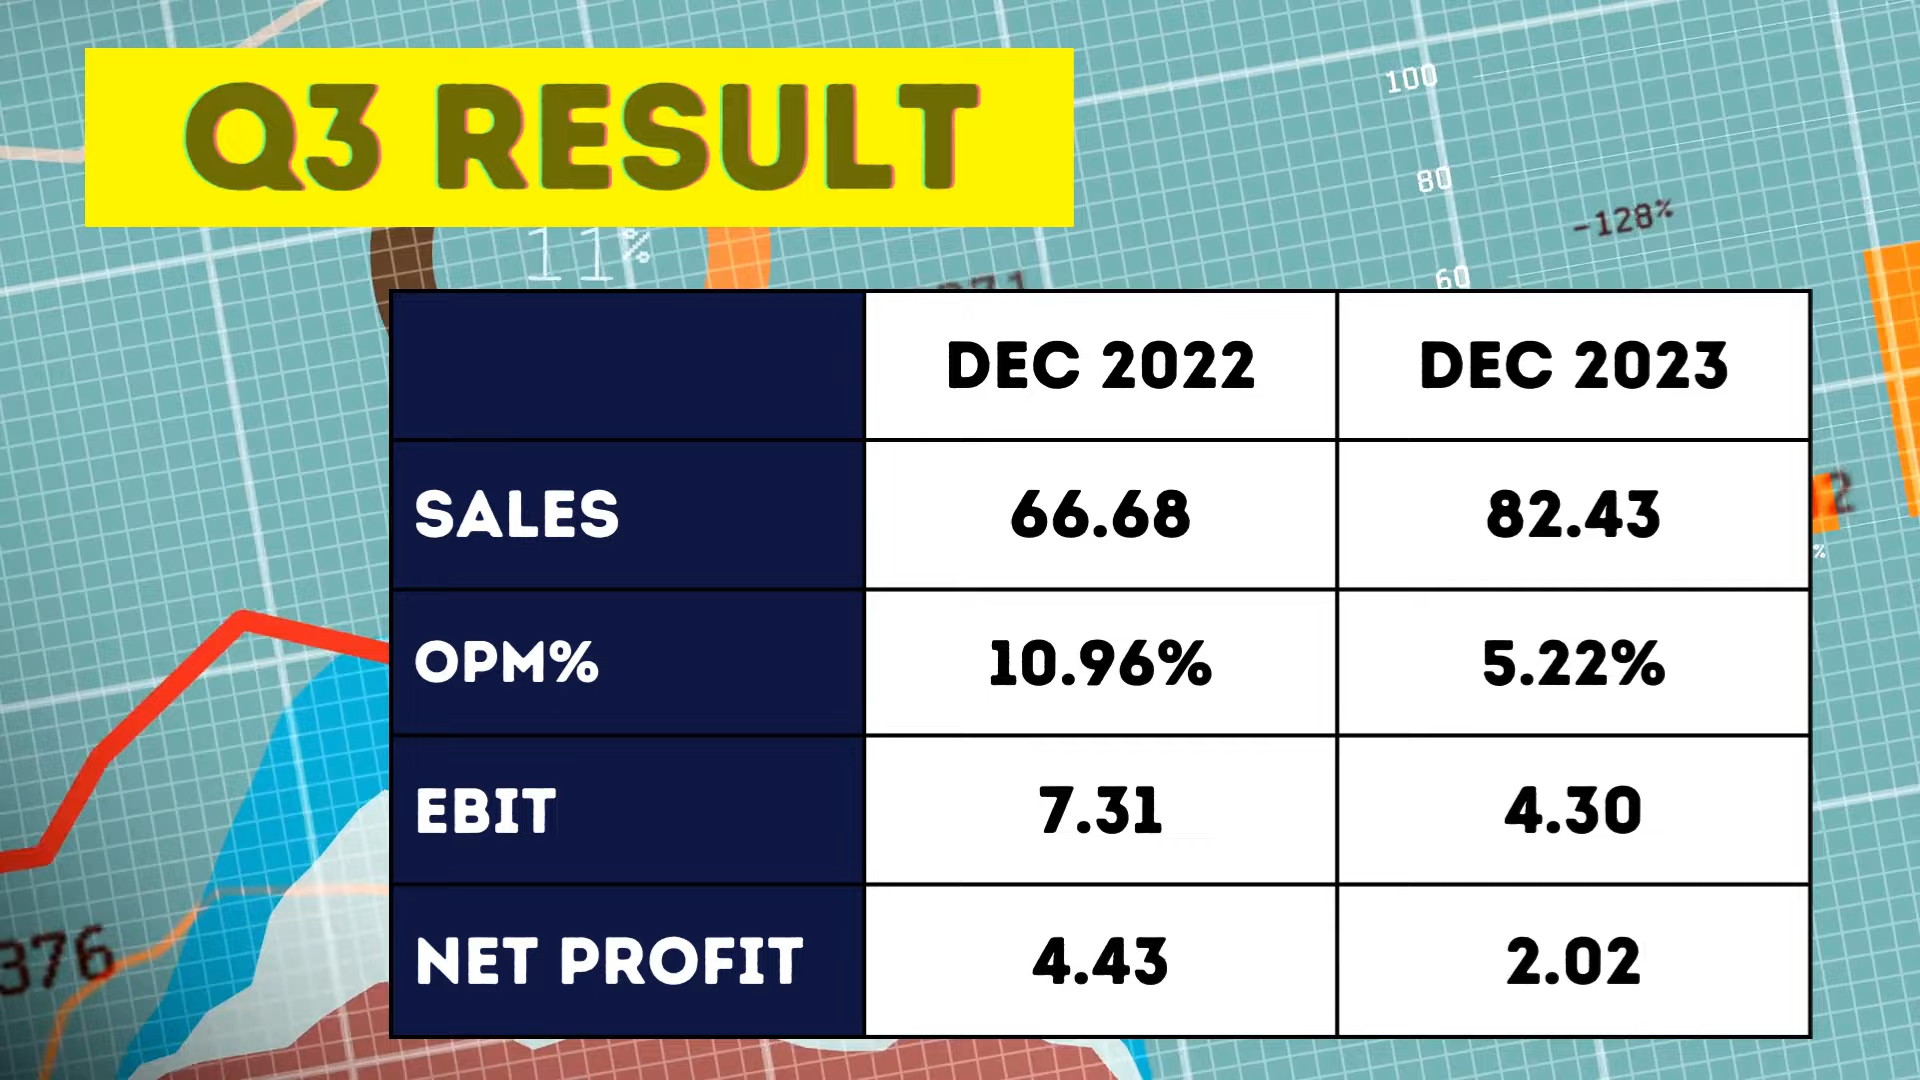 Q3 RESULT
100
80
-128%
11%
60
DEC 2022 DEC 2023
SALES 66.68 82.43
OPM% 10.96% 5.22%
EBIT 7.31 4.30
NET PROFIT 4.43 2.02
376